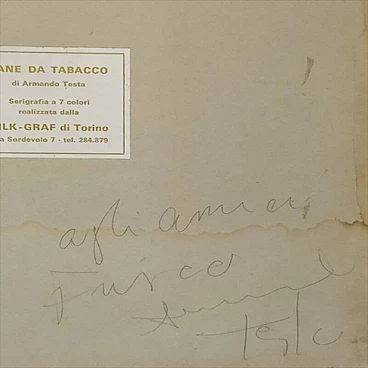 ANE DA TABACCO
di Armando Testa
Serigrafia a 7 colori
realizzata dalla
ILK-GRAF di Torino
a Sordevolo 7 - tel. 284.879
agli amici
Fusco
Armando
Testa